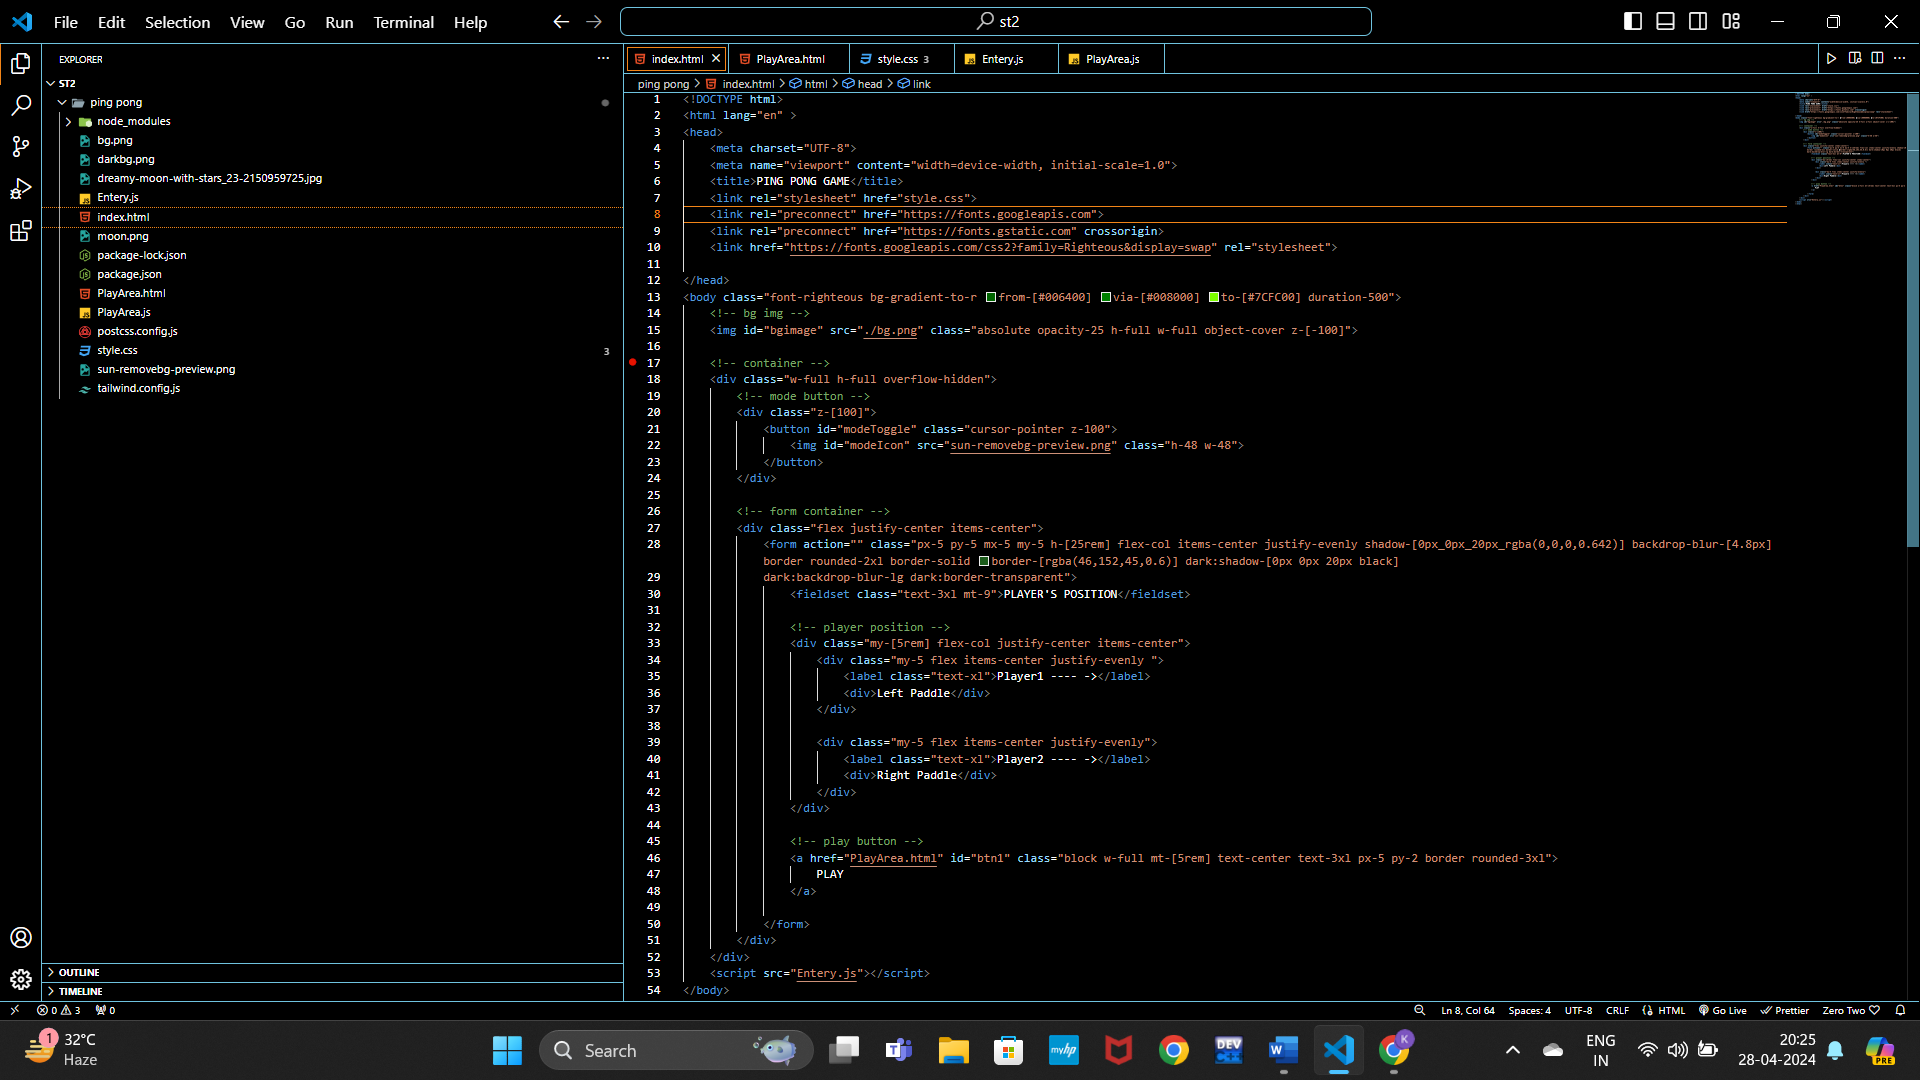 File Edit Selection View Go Run Terminal Help
st2
EXPLORER
index.html
PlayArea.html
style.css 3
Entery.js
PlayArea.js
ping pong > index.html > html > head > link
ST2
ping pong
node_modules
bg.png
darkbg.png
dreamy-moon-with-stars_23-2150959725.jpg
Entery.js
index.html
moon.png
package-lock.json
package.json
PlayArea.html
PlayArea.js
postcss.config.js
style.css 3
sun-removebg-preview.png
tailwind.config.js
OUTLINE
TIMELINE
1 <!DOCTYPE html>
2 <html lang="en" >
3 <head>
4 <meta charset="UTF-8">
5 <meta name="viewport" content="width=device-width, initial-scale=1.0">
6 <title>PING PONG GAME</title>
7 <link rel="stylesheet" href="style.css">
8 <link rel="preconnect" href="https://fonts.googleapis.com">
9 <link rel="preconnect" href="https://fonts.gstatic.com" crossorigin>
10 <link href="https://fonts.googleapis.com/css2?family=Righteous&display=swap" rel="stylesheet">
11
12 </head>
13 <body class="font-righteous bg-gradient-to-r from-[#006400] via-[#008000] to-[#7CFC00] duration-500">
14 <!-- bg img -->
15 <img id="bgimage" src="./bg.png" class="absolute opacity-25 h-full w-full object-cover z-[-100]">
16
17 <!-- container -->
18 <div class="w-full h-full overflow-hidden">
19 <!-- mode button -->
20 <div class="z-[100]">
21 <button id="modeToggle" class="cursor-pointer z-100">
22 <img id="modeIcon" src="sun-removebg-preview.png" class="h-48 w-48">
23 </button>
24 </div>
25
26 <!-- form container -->
27 <div class="flex justify-center items-center">
28 <form action="" class="px-5 py-5 mx-5 my-5 h-[25rem] flex-col items-center justify-evenly shadow-[0px_0px_20px_rgba(0,0,0,0.642)] backdrop-blur-[4.8px]
border rounded-2xl border-solid border-[rgba(46,152,45,0.6)] dark:shadow-[0px 0px 20px black]
29 dark:backdrop-blur-lg dark:border-transparent">
30 <fieldset class="text-3xl mt-9">PLAYER'S POSITION</fieldset>
31
32 <!-- player position -->
33 <div class="my-[5rem] flex-col justify-center items-center">
34 <div class="my-5 flex items-center justify-evenly ">
35 <label class="text-xl">Player1 ---- -></label>
36 <div>Left Paddle</div>
37 </div>
38
39 <div class="my-5 flex items-center justify-evenly">
40 <label class="text-xl">Player2 ---- -></label>
41 <div>Right Paddle</div>
42 </div>
43 </div>
44
45 <!-- play button -->
46 <a href="PlayArea.html" id="btn1" class="block w-full mt-[5rem] text-center text-3xl px-5 py-2 border rounded-3xl">
47 PLAY
48 </a>
49
50 </form>
51 </div>
52 </div>
53 <script src="Entery.js"></script>
54 </body>
0 3 0
Ln 8, Col 64 Spaces: 4 UTF-8 CRLF HTML Go Live Prettier Zero Two
1
32°C
Haze
Search
myhp
DEV
C++
K
ENG
IN
20:25
28-04-2024
PRE